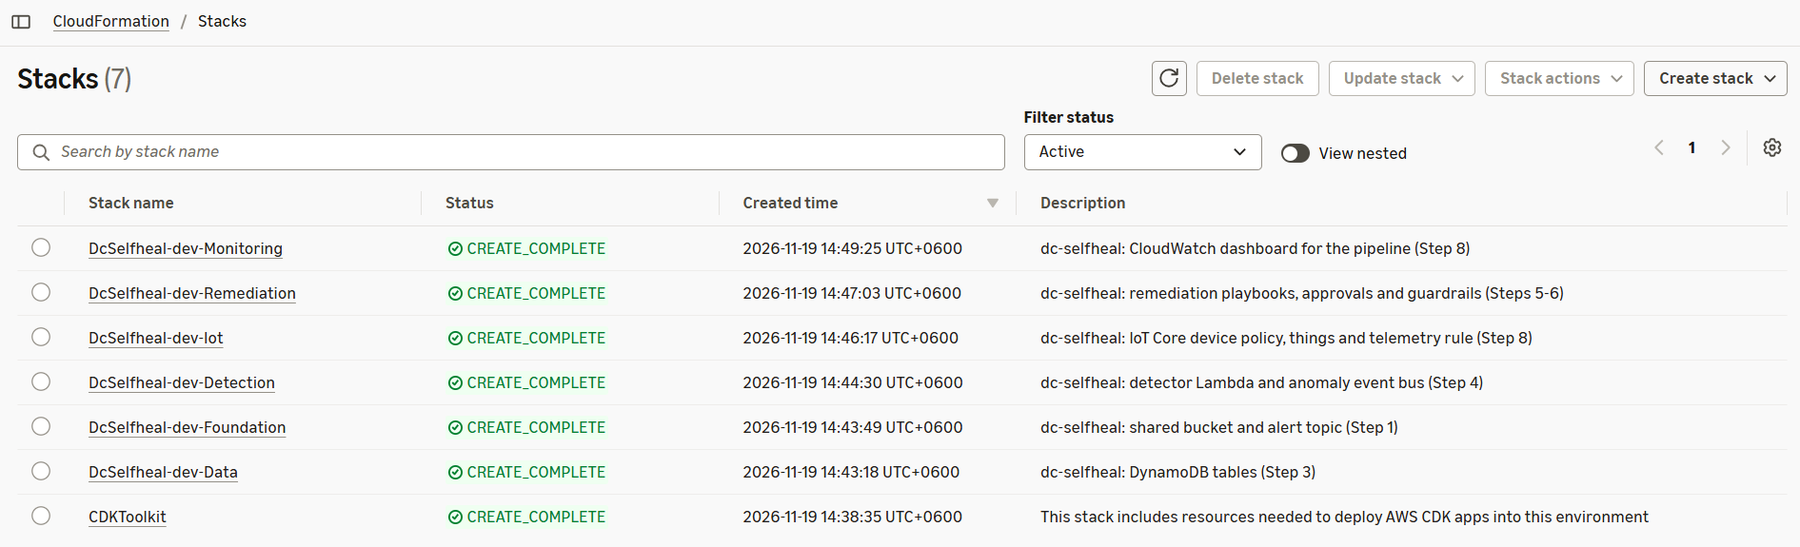 CloudFormation / Stacks
Stacks (7)
Delete stack Update stack Stack actions Create stack
Filter status
Search by stack name Active View nested 1
Stack name Status Created time Description
DcSelfheal-dev-Monitoring CREATE_COMPLETE 2026-11-19 14:49:25 UTC+0600 dc-selfheal: CloudWatch dashboard for the pipeline (Step 8)
DcSelfheal-dev-Remediation CREATE_COMPLETE 2026-11-19 14:47:03 UTC+0600 dc-selfheal: remediation playbooks, approvals and guardrails (Steps 5-6)
DcSelfheal-dev-Iot CREATE_COMPLETE 2026-11-19 14:46:17 UTC+0600 dc-selfheal: IoT Core device policy, things and telemetry rule (Step 8)
DcSelfheal-dev-Detection CREATE_COMPLETE 2026-11-19 14:44:30 UTC+0600 dc-selfheal: detector Lambda and anomaly event bus (Step 4)
DcSelfheal-dev-Foundation CREATE_COMPLETE 2026-11-19 14:43:49 UTC+0600 dc-selfheal: shared bucket and alert topic (Step 1)
DcSelfheal-dev-Data CREATE_COMPLETE 2026-11-19 14:43:18 UTC+0600 dc-selfheal: DynamoDB tables (Step 3)
CDKToolkit CREATE_COMPLETE 2026-11-19 14:38:35 UTC+0600 This stack includes resources needed to deploy AWS CDK apps into this environment